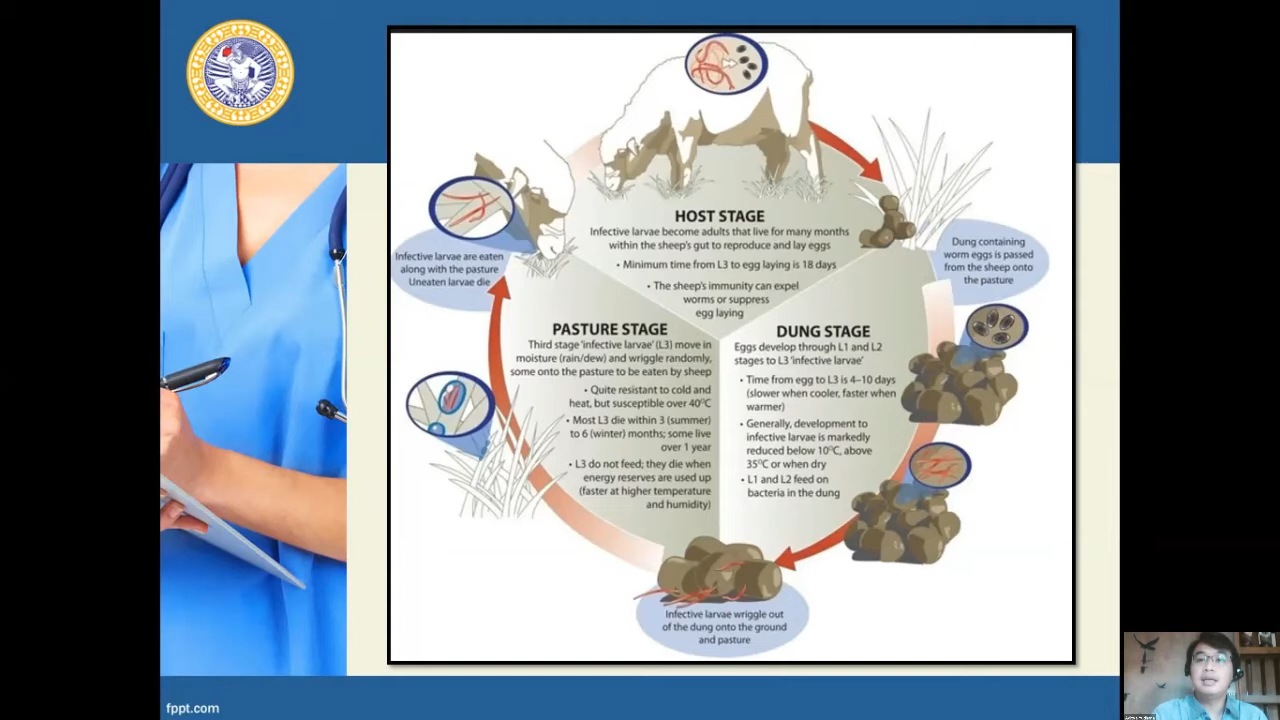 HOST STAGE
Infective larvae become adults that live for many months
within the sheep's gut to reproduce and lay eggs
• Minimum time from L3 to egg laying is 18 days
• The sheep's immunity can expel
worms or suppress
egg laying
Dung containing
worm eggs is passed
from the sheep onto
the pasture
DUNG STAGE
Eggs develop through L1 and L2
stages to L3 'infective larvae'
• Time from egg to L3 is 4–10 days
(slower when cooler, faster when
warmer)
• Generally, development to
infective larvae is markedly
reduced below 10⁰C, above
35⁰C or when dry
• L1 and L2 feed on
bacteria in the dung
Infective larvae wriggle out
of the dung onto the ground
and pasture
PASTURE STAGE
Third stage 'infective larvae' (L3) move in
moisture (rain/dew) and wriggle randomly,
some onto the pasture to be eaten by sheep
• Quite resistant to cold and
heat, but susceptible over 40⁰C
• Most L3 die within 3 (summer)
to 6 (winter) months; some live
over 1 year
• L3 do not feed; they die when
energy reserves are used up
(faster at higher temperature
and humidity)
Infective larvae are eaten
along with the pasture
Uneaten larvae die
fppt.com